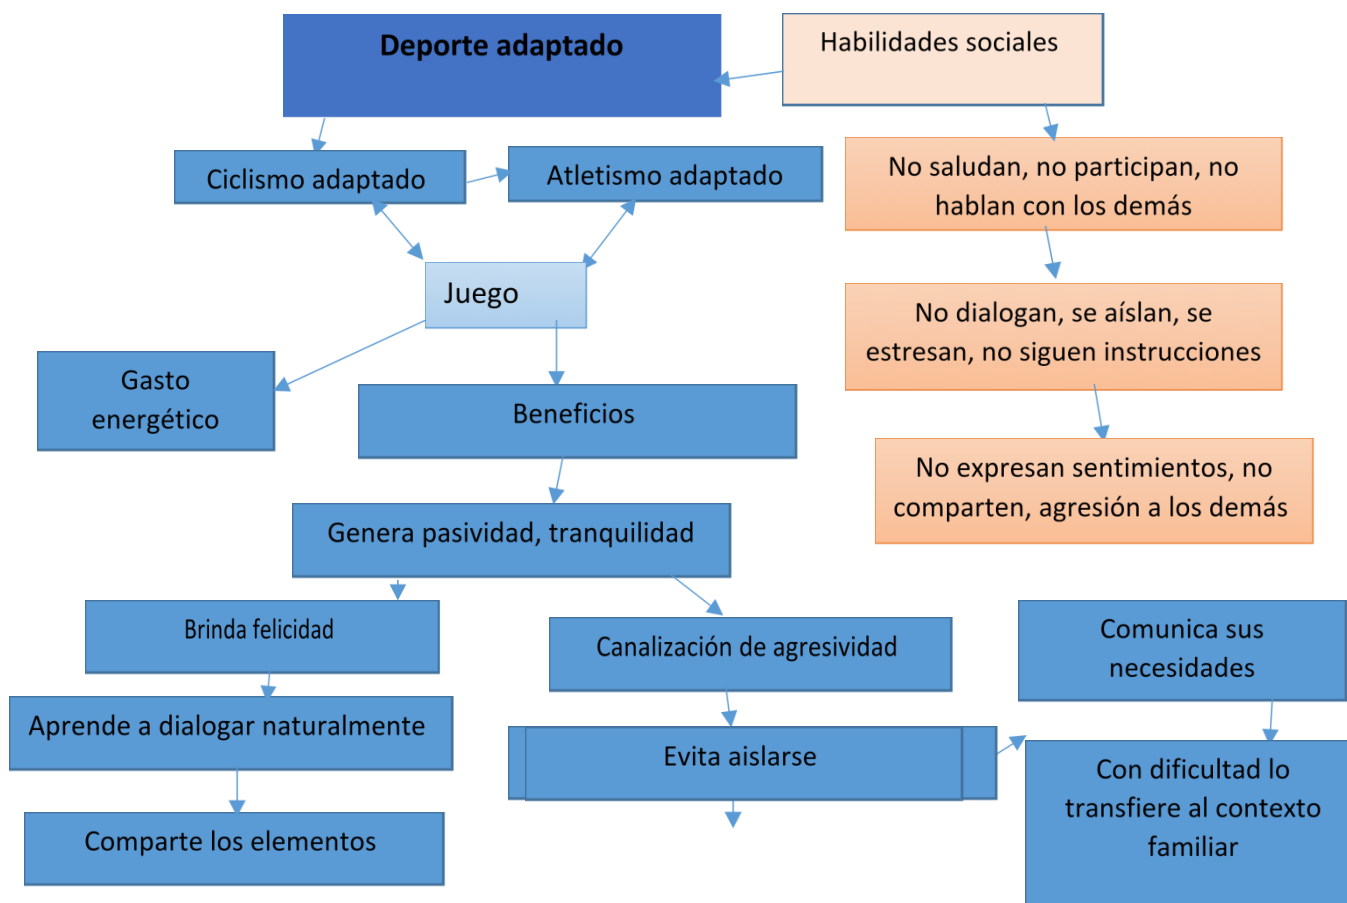 Deporte adaptado
Habilidades sociales
Ciclismo adaptado
Atletismo adaptado
No saludan, no participan, no
hablan con los demás
Juego
No dialogan, se aíslan, se
estresan, no siguen instrucciones
Gasto
energético
Beneficios
No expresan sentimientos, no
comparten, agresión a los demás
Genera pasividad, tranquilidad
Brinda felicidad
Canalización de agresividad
Comunica sus
necesidades
Aprende a dialogar naturalmente
Evita aislarse
Con dificultad lo
transfiere al contexto
familiar
Comparte los elementos